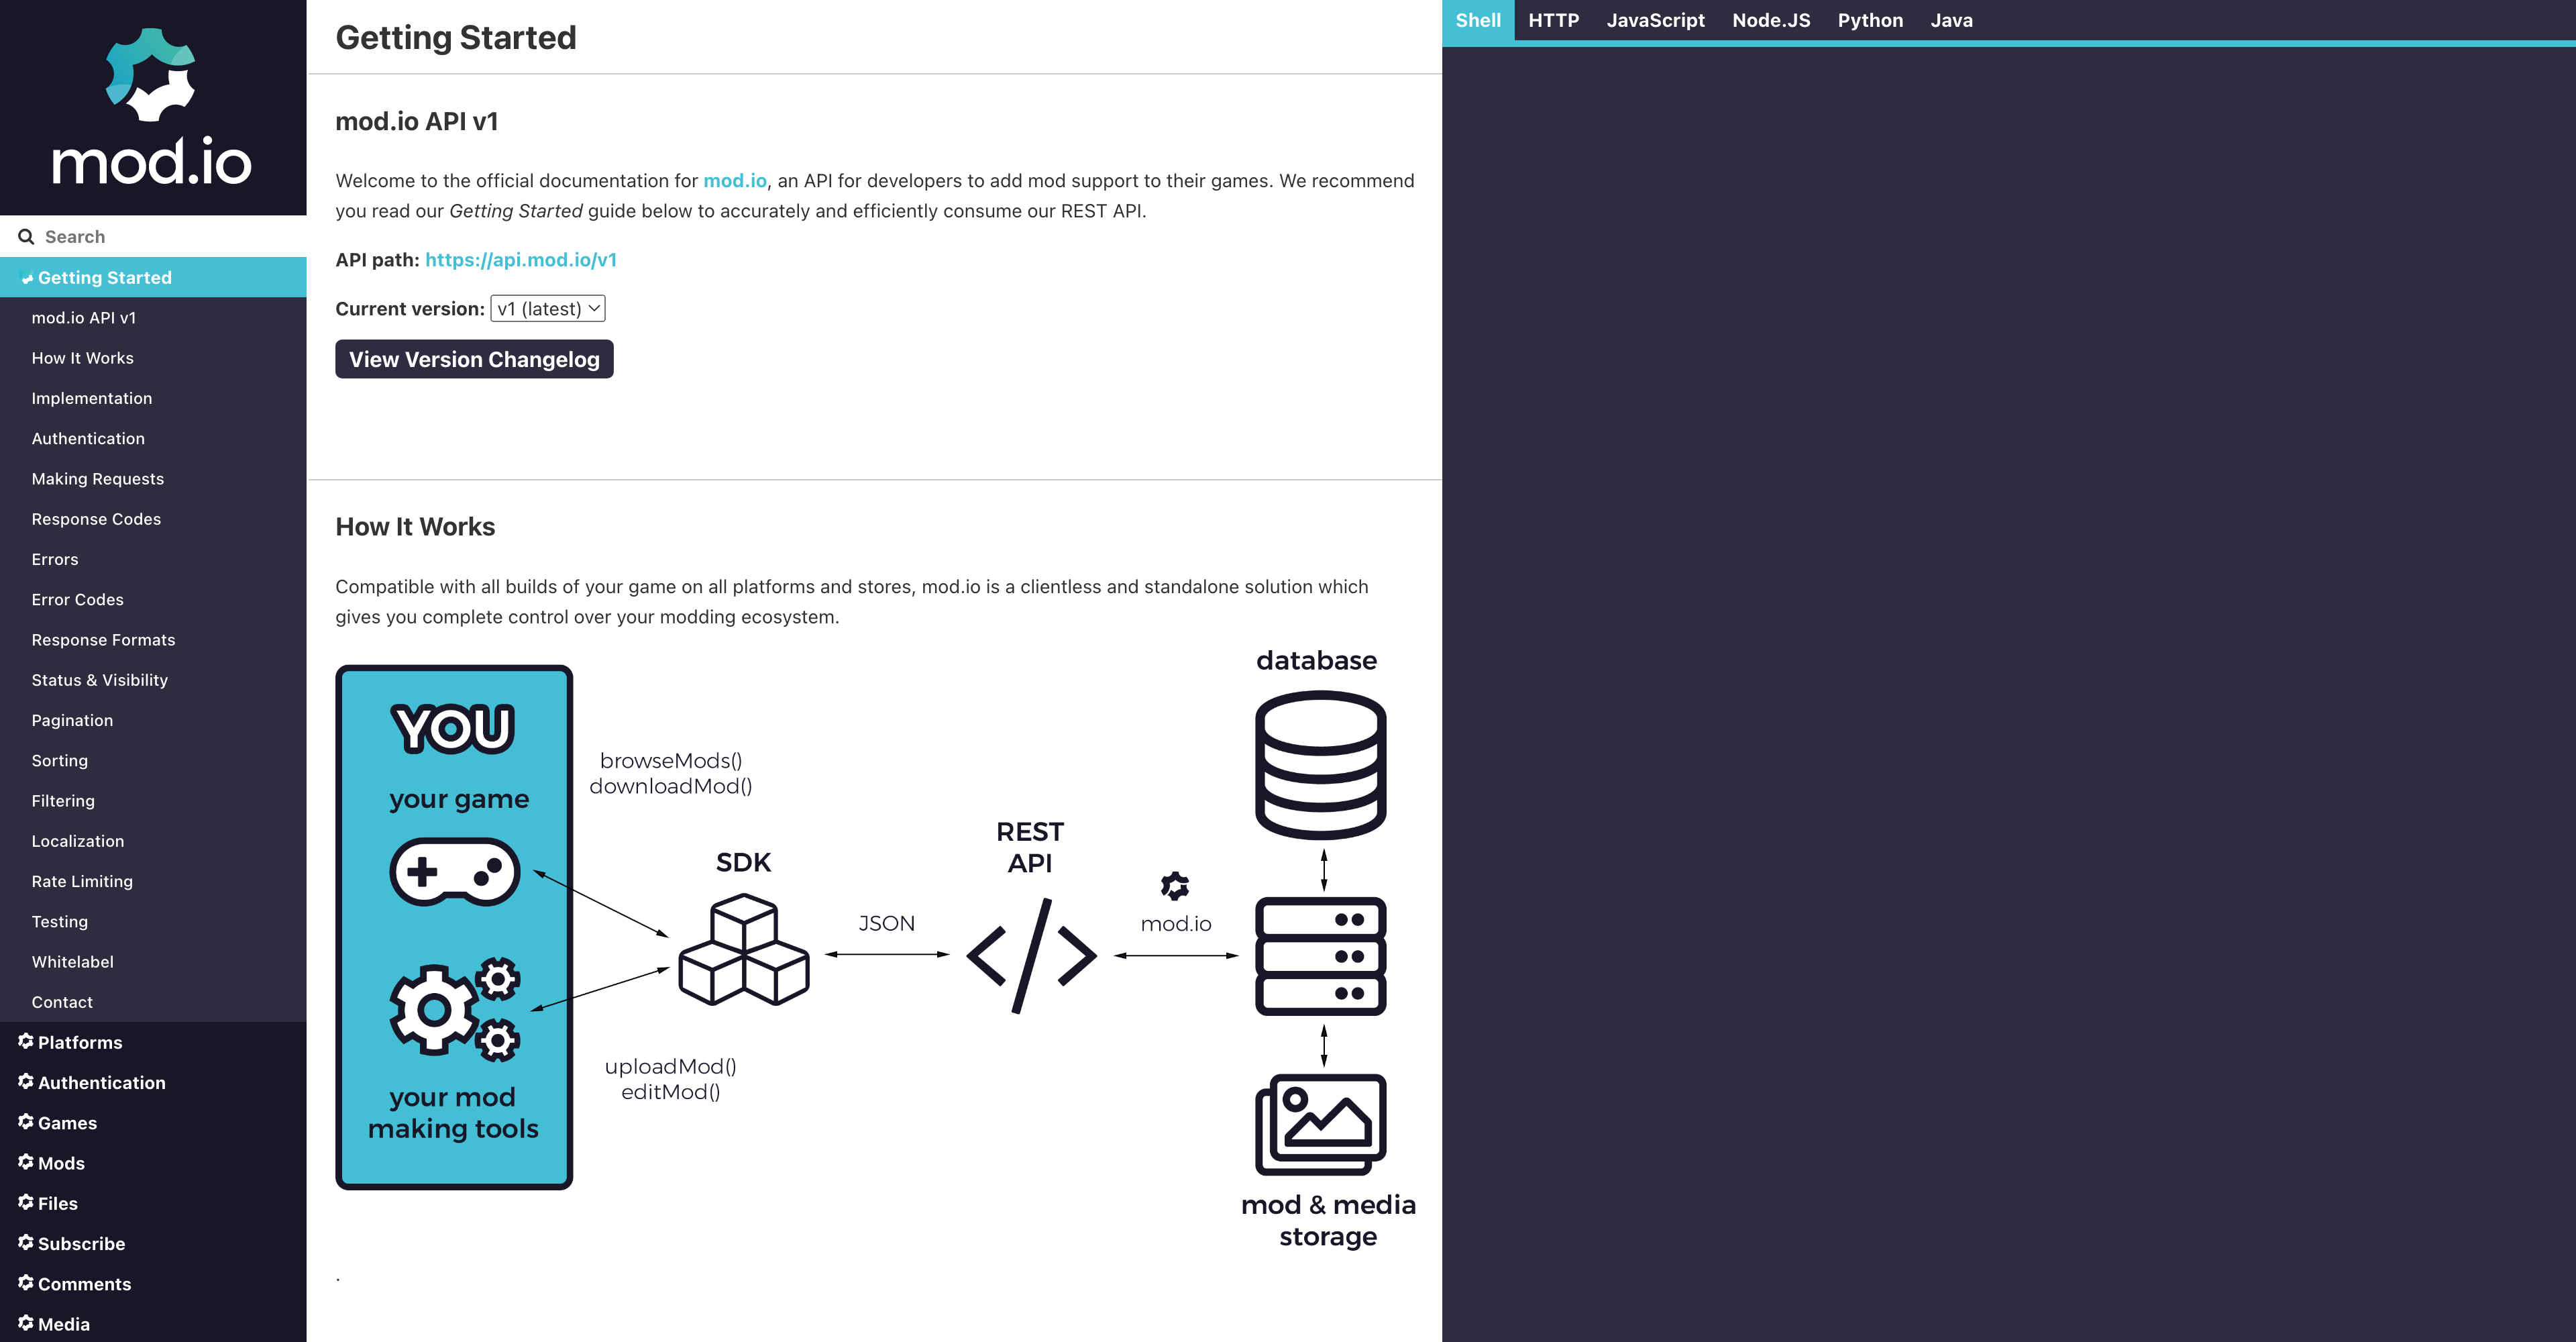 mod.io
Search
Getting Started
mod.io API v1
How It Works
Implementation
Authentication
Making Requests
Response Codes
Errors
Error Codes
Response Formats
Status & Visibility
Pagination
Sorting
Filtering
Localization
Rate Limiting
Testing
Whitelabel
Contact
Platforms
Authentication
Games
Mods
Files
Subscribe
Comments
Media
Getting Started
mod.io API v1
Welcome to the official documentation for mod.io, an API for developers to add mod support to their games. We recommend
you read our Getting Started guide below to accurately and efficiently consume our REST API.
API path: https://api.mod.io/v1
Current version: v1 (latest)
View Version Changelog
How It Works
Compatible with all builds of your game on all platforms and stores, mod.io is a clientless and standalone solution which
gives you complete control over your modding ecosystem.
YOU
your game
your mod
making tools
browseMods()
downloadMod()
uploadMod()
editMod()
SDK
JSON
REST
API
mod.io
database
mod & media
storage
.
Shell HTTP JavaScript Node.JS Python Java